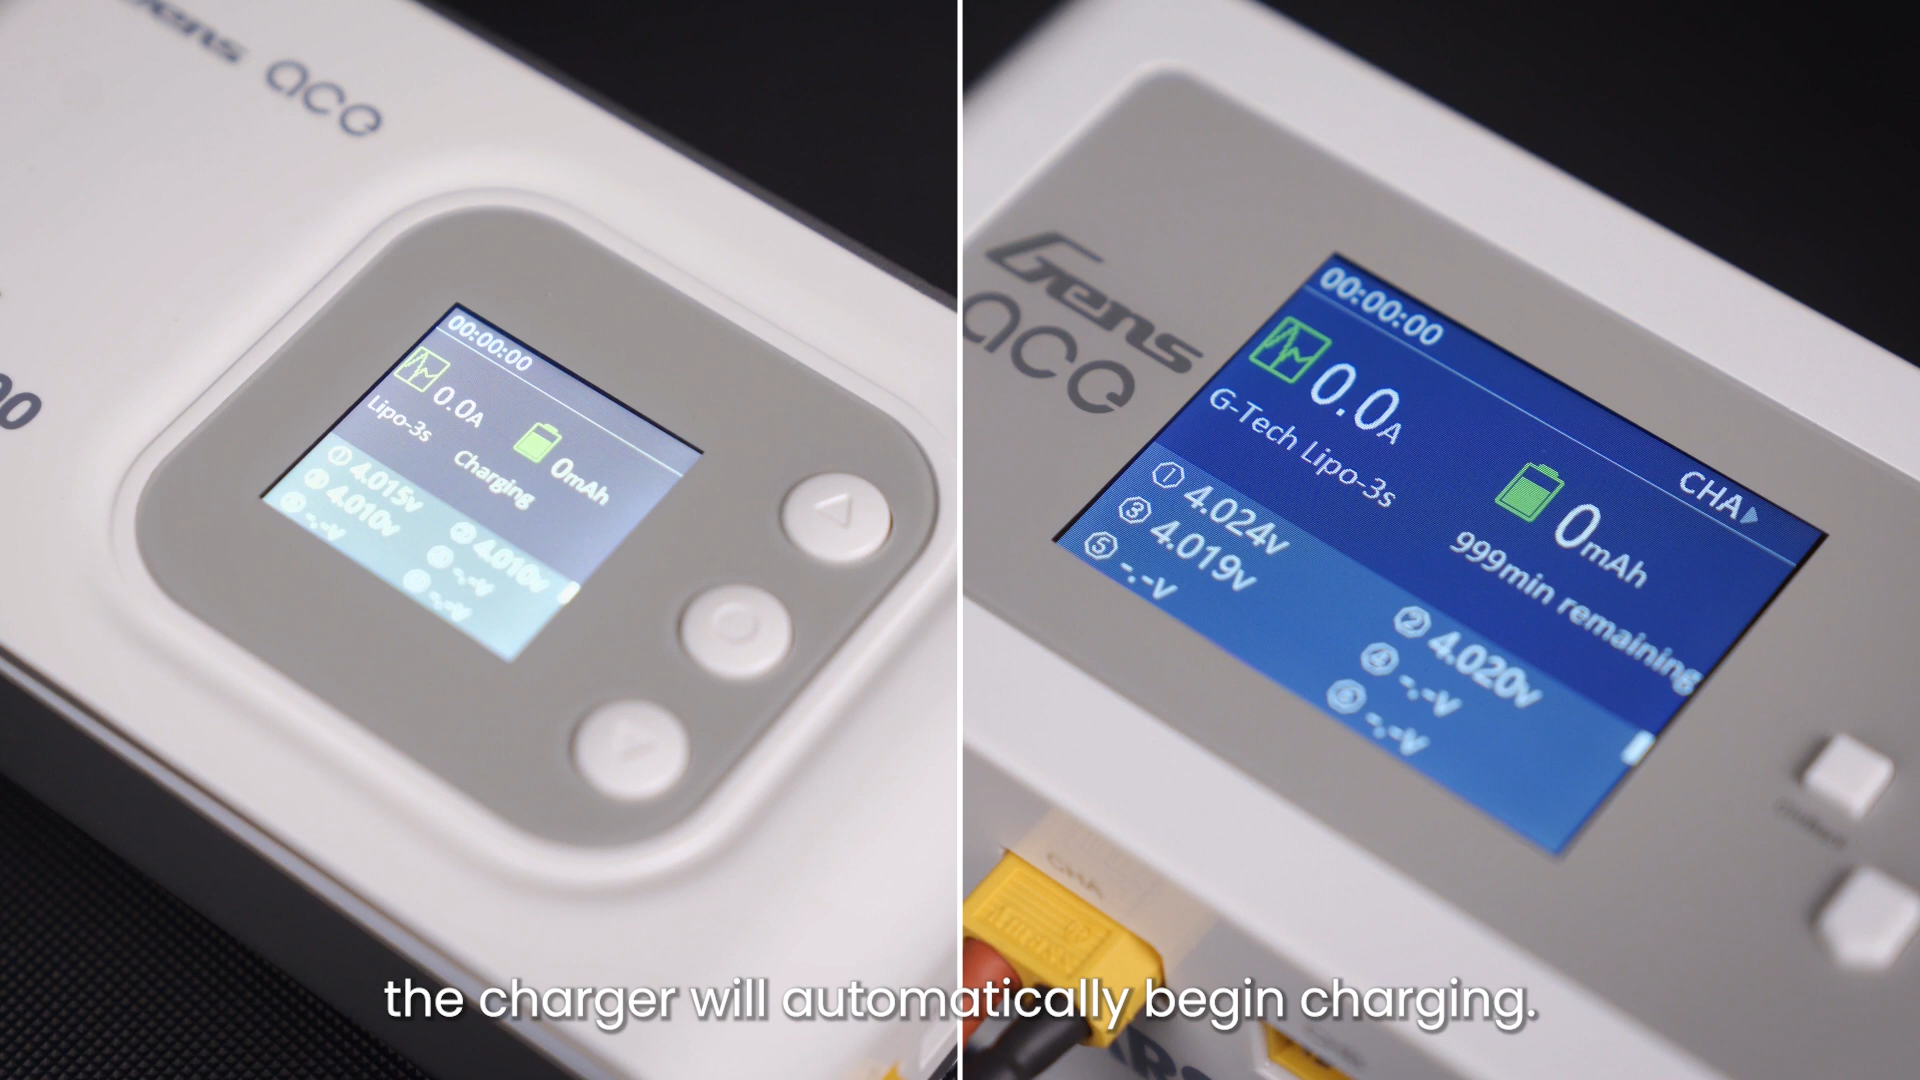 Gens ace
00:00:00
0.0A
Lipo-3s
0mAh
Charging
① 4.015v
② 4.010v
4.010v
-.-v
-.-v
-.-v
Gens
ace
00:00:00
CHA
0.0A
0mAh
G-Tech Lipo-3s
999min remaining
① 4.024v
② 4.020v
③ 4.019v
④ -.-v
⑤ -.-v
⑥ -.-v
CHA
the charger will automatically begin charging.